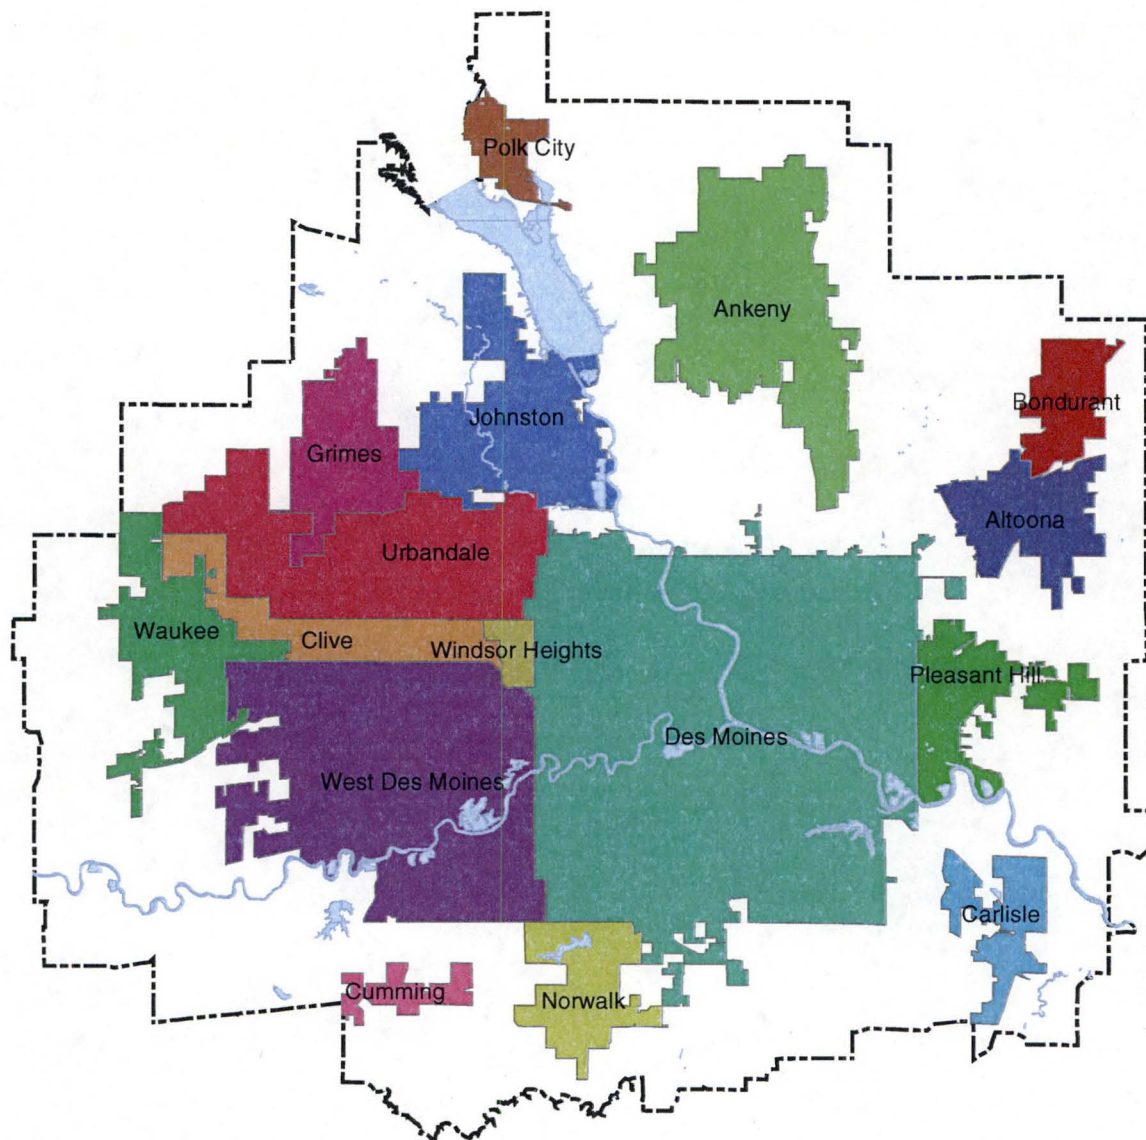 Polk City
Ankeny
Bondurant
Johnston
Grimes
Altoona
Urbandale
Waukee
Clive
Windsor Heights
Pleasant Hill
Des Moines
West Des Moines
Carlisle
Cumming
Norwalk